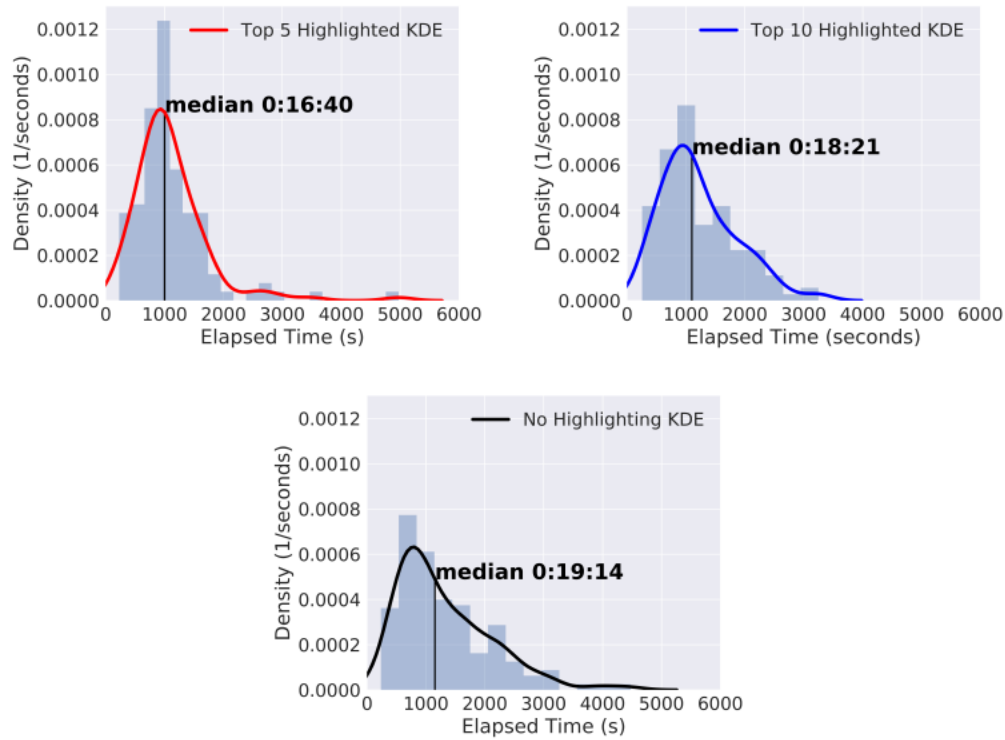 Top 5 Highlighted KDE
median 0:16:40
Density (1/seconds)
0.0012
0.0010
0.0008
0.0006
0.0004
0.0002
0.0000
0 1000 2000 3000 4000 5000 6000
Elapsed Time (s)
Top 10 Highlighted KDE
median 0:18:21
Density (1/seconds)
0.0012
0.0010
0.0008
0.0006
0.0004
0.0002
0.0000
0 1000 2000 3000 4000 5000 6000
Elapsed Time (seconds)
No Highlighting KDE
median 0:19:14
Density (1/seconds)
0.0012
0.0010
0.0008
0.0006
0.0004
0.0002
0.0000
0 1000 2000 3000 4000 5000 6000
Elapsed Time (s)